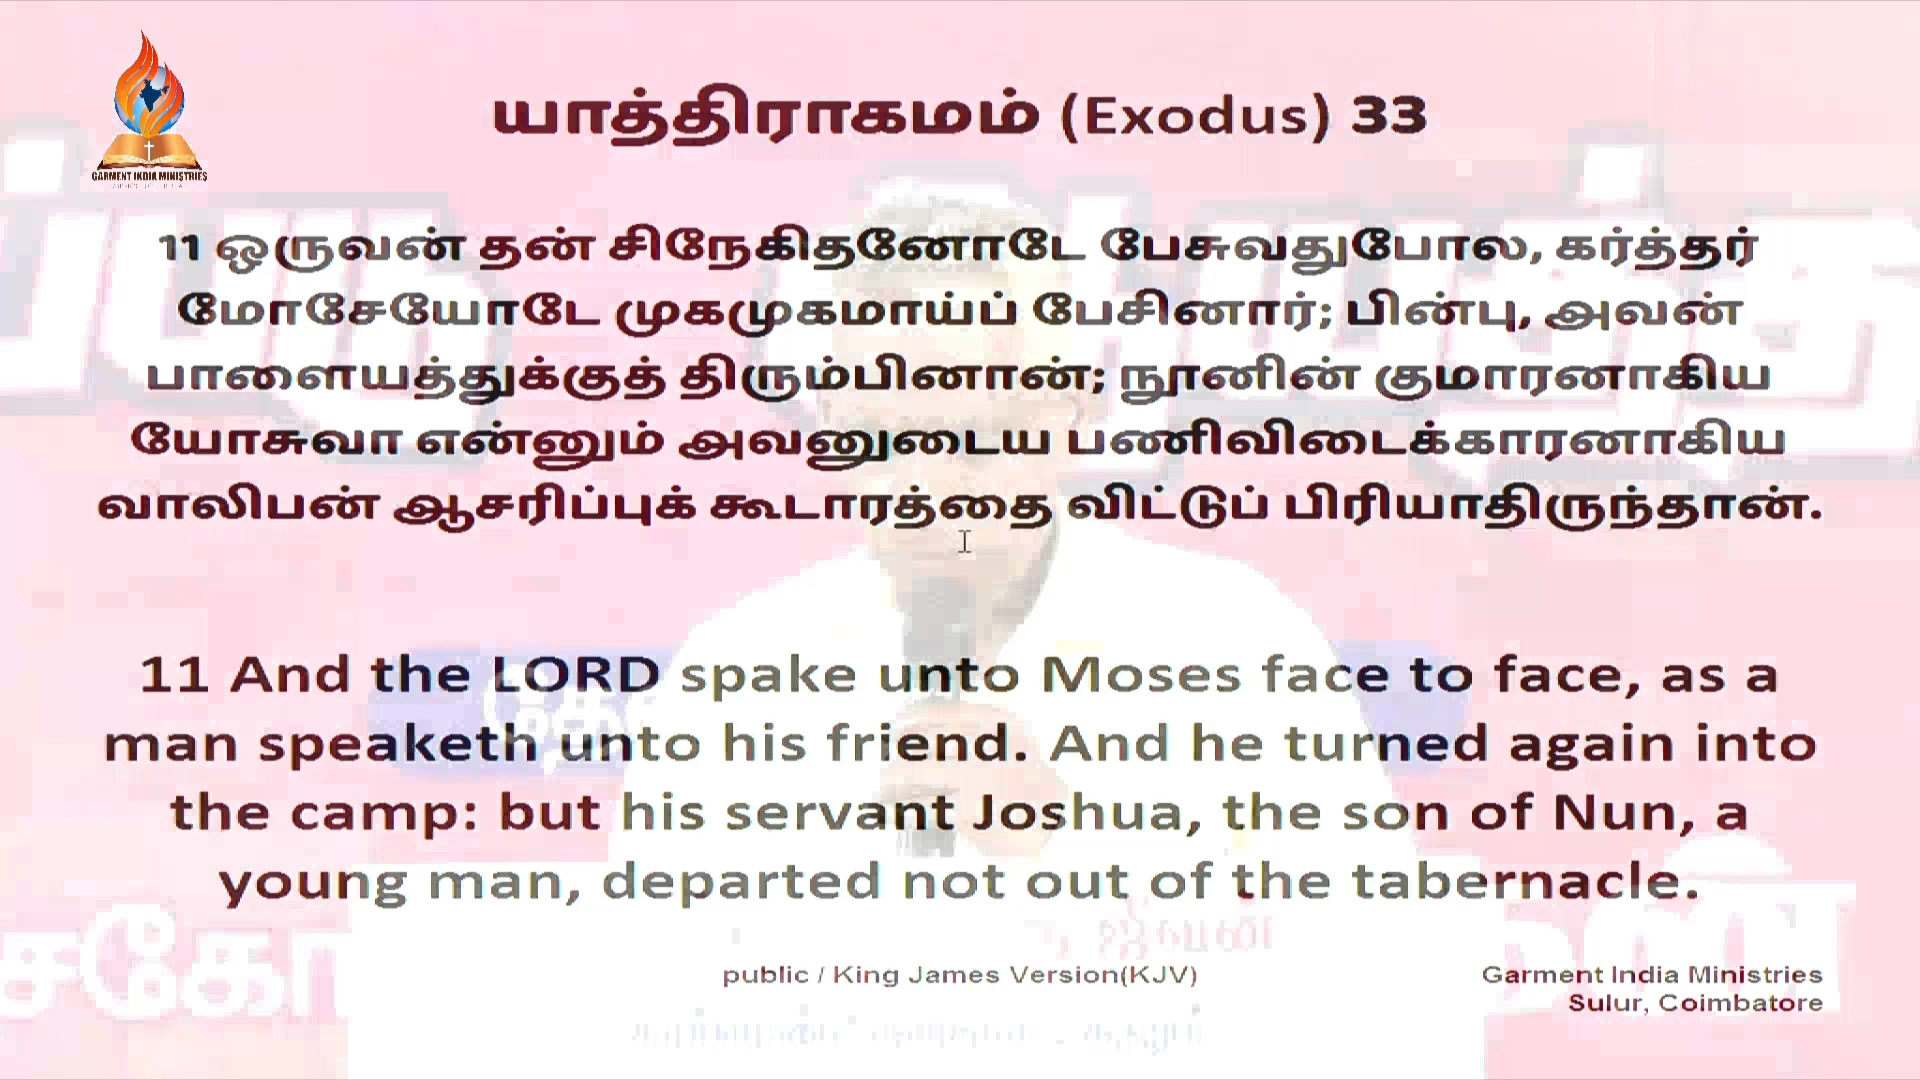 யாத்திராகமம் (Exodus) 33
GARMENT INDIA MINISTRIES
11 ஒருவன் தன் சிநேகிதனோடே பேசுவதுபோல, கர்த்தர்
மோசேயோடே முகமுகமாய்ப் பேசினார்; பின்பு, அவன்
பாளையத்துக்குத் திரும்பினான்; நூனின் குமாரனாகிய
யோசுவா என்னும் அவனுடைய பணிவிடைக்காரனாகிய
வாலிபன் ஆசரிப்புக் கூடாரத்தை விட்டுப் பிரியாதிருந்தான்.
11 And the LORD spake unto Moses face to face, as a
man speaketh unto his friend. And he turned again into
the camp: but his servant Joshua, the son of Nun, a
young man, departed not out of the tabernacle.
public / King James Version(KJV)
Garment India Ministries
Sulur, Coimbatore